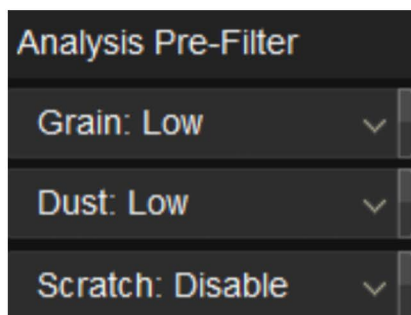 Analysis Pre-Filter
Grain: Low
Dust: Low
Scratch: Disable